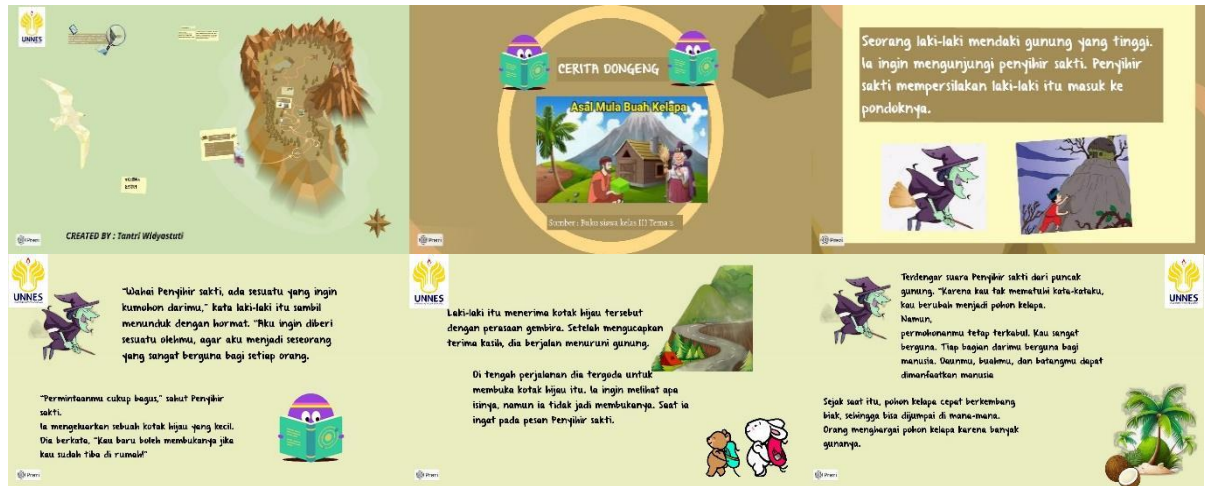 UNNES
CREATED BY : Tantri Widyastuti
Prezi
CERITA DONGENG
Asal Mula Buah Kelapa
Sumber : Buku siswa kelas III Tema 2
Prezi
Seorang laki-laki mendaki gunung yang tinggi.
Ia ingin mengunjungi penyihir sakti. Penyihir
sakti mempersilakan laki-laki itu masuk ke
pondoknya.
Prezi
UNNES
"Wahai Penyihir sakti, ada sesuatu yang ingin
kumohon darimu," kata laki-laki itu sambil
menunduk dengan hormat. "Aku ingin diberi
sesuatu olehmu, agar aku menjadi seseorang
yang sangat berguna bagi setiap orang.
"Permintaanmu cukup bagus," sahut Penyihir
sakti.
Ia mengeluarkan sebuah kotak hijau yang kecil.
Dia berkata, "Kau baru boleh membukanya jika
kau sudah tiba di rumah!"
Prezi
UNNES
Laki-laki itu menerima kotak hijau tersebut
dengan perasaan gembira. Setelah mengucapkan
terima kasih, dia berjalan menuruni gunung.
Di tengah perjalanan dia tergoda untuk
membuka kotak hijau itu. Ia ingin melihat apa
isinya, namun ia tidak jadi membukanya. Saat ia
ingat pada pesan Penyihir sakti.
Prezi
UNNES
Terdengar suara Penyihir sakti dari puncak
gunung. "Karena kau tak mematuhi kata-kataku,
kau berubah menjadi pohon kelapa.
Namun,
permohonanmu tetap terkabul. Kau sangat
berguna. Tiap bagian darimu berguna bagi
manusia. Daunmu, buahmu, dan batangmu dapat
dimanfaatkan manusia
Sejak saat itu, pohon kelapa cepat berkembang
biak, sehingga bisa dijumpai di mana-mana.
Orang menghargai pohon kelapa karena banyak
gunanya.
Prezi